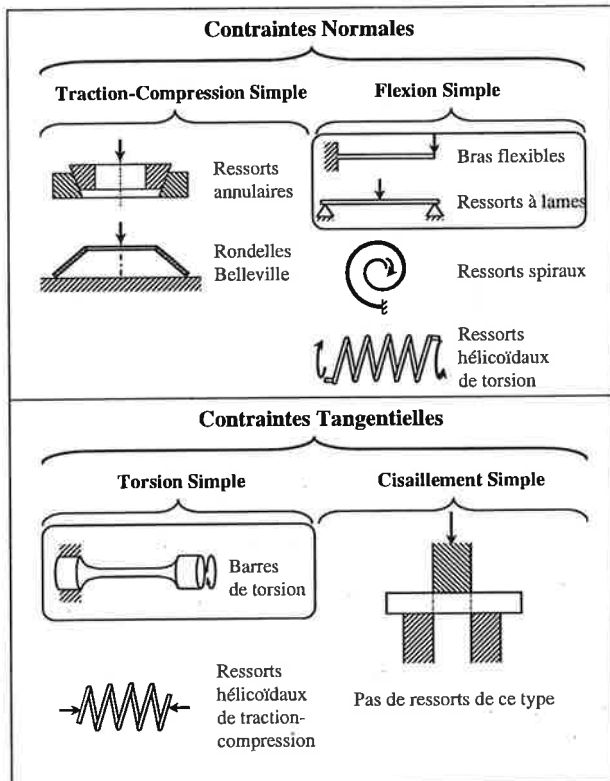 Contraintes Normales
Traction-Compression Simple
Ressorts
annulaires
Rondelles
Belleville
Flexion Simple
Bras flexibles
Ressorts à lames
Ressorts spiraux
Ressorts
hélicoïdaux
de torsion
Contraintes Tangentielles
Torsion Simple
Barres
de torsion
Ressorts
hélicoïdaux
de traction-
compression
Cisaillement Simple
Pas de ressorts de ce type